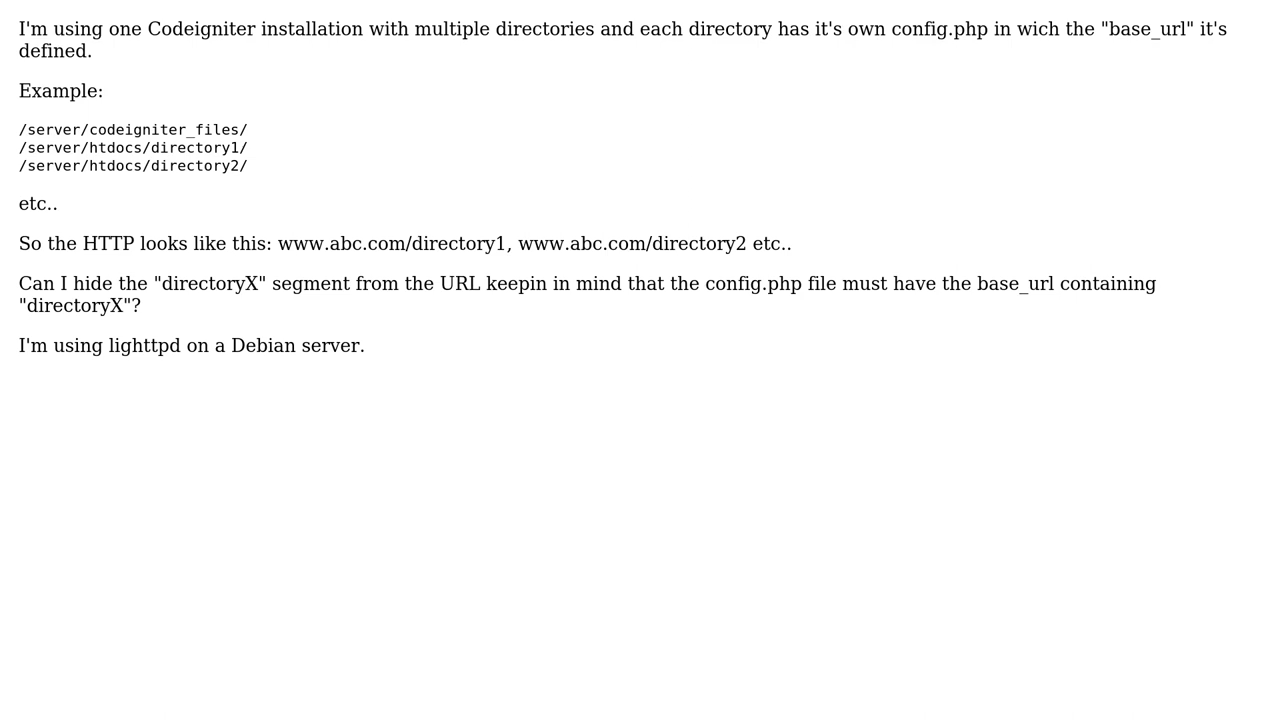 I'm using one Codeigniter installation with multiple directories and each directory has it's own config.php in wich the "base_url" it's
defined.
Example:
/server/codeigniter_files/
/server/htdocs/directory1/
/server/htdocs/directory2/
etc..
So the HTTP looks like this: www.abc.com/directory1, www.abc.com/directory2 etc..
Can I hide the "directoryX" segment from the URL keepin in mind that the config.php file must have the base_url containing
"directoryX"?
I'm using lighttpd on a Debian server.